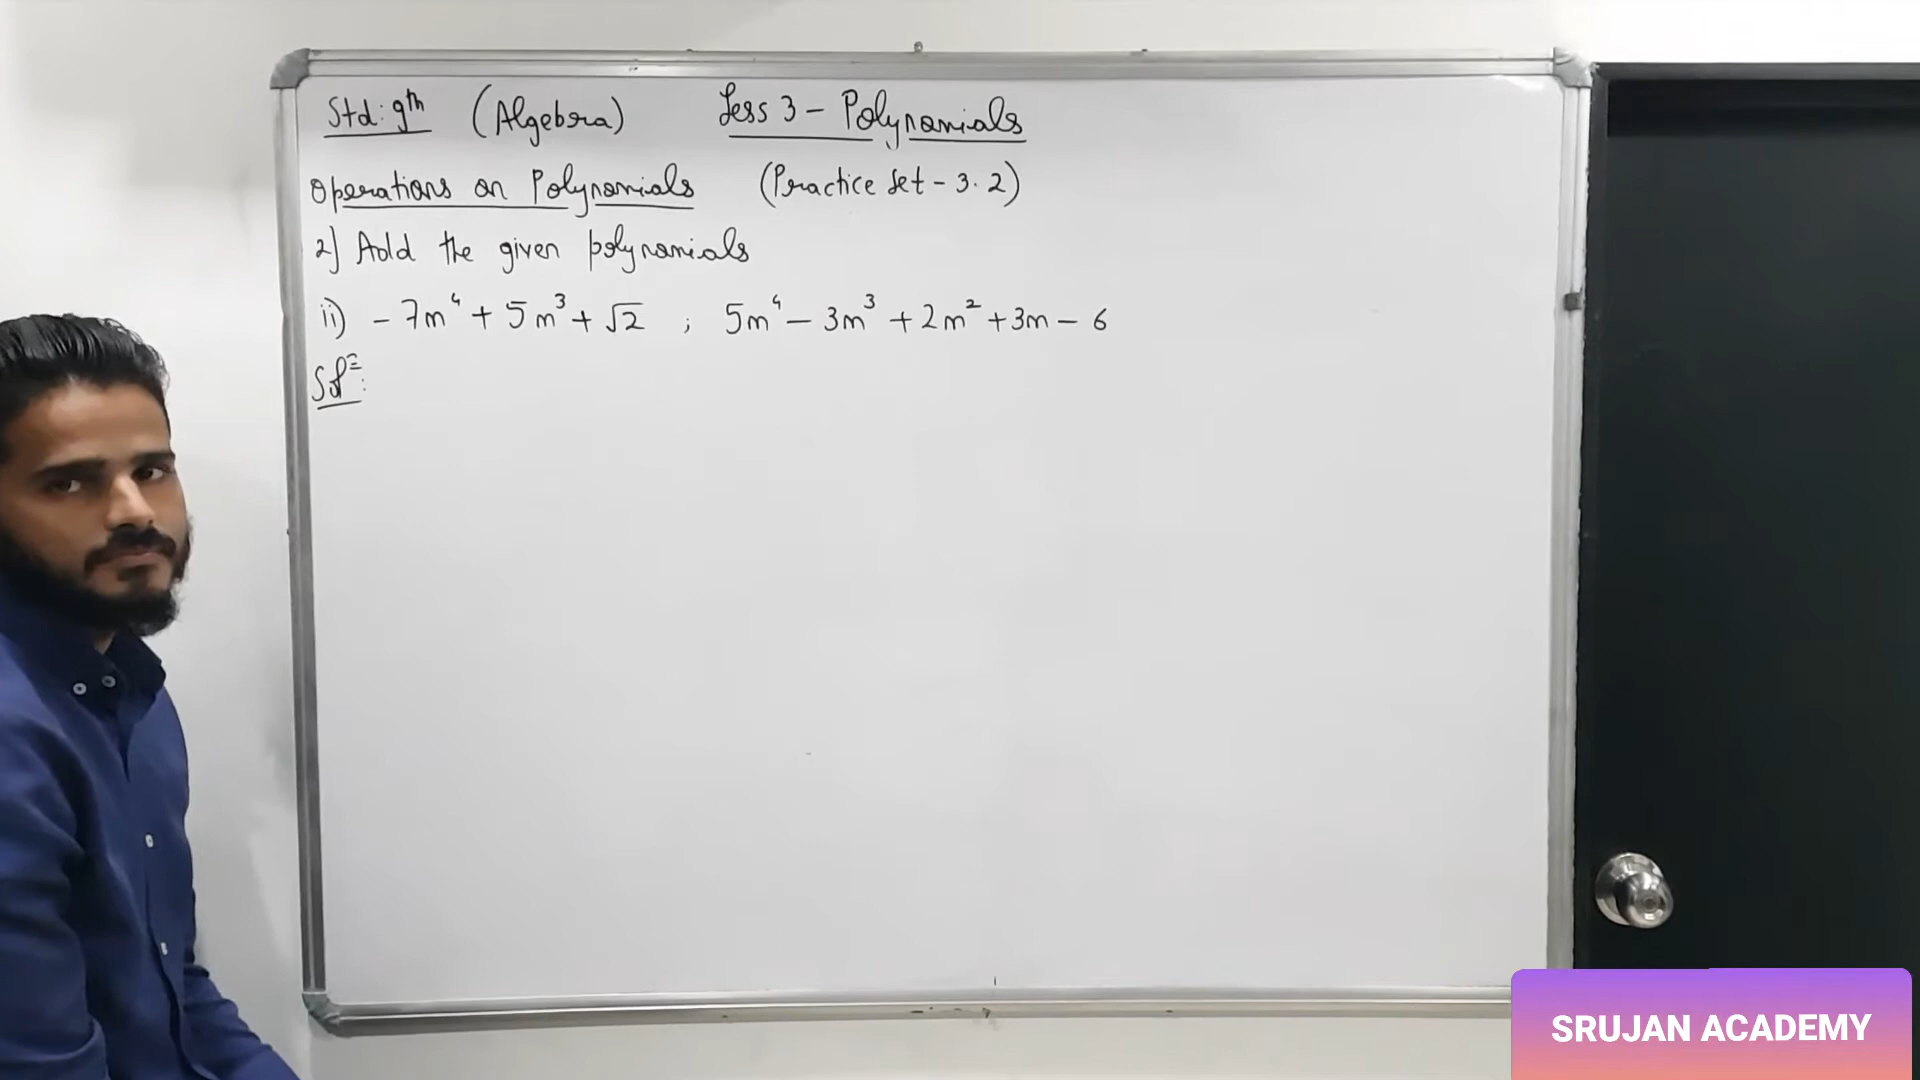 Std: 9th (Algebra) Less 3 - Polynomials
Operations on Polynomials (Practice Set - 3.2)
2] Add the given polynomials
ii) - 7m⁴ + 5m³ + √2 ; 5m⁴ - 3m³ + 2m² + 3m - 6
Solⁿ:
SRUJAN ACADEMY